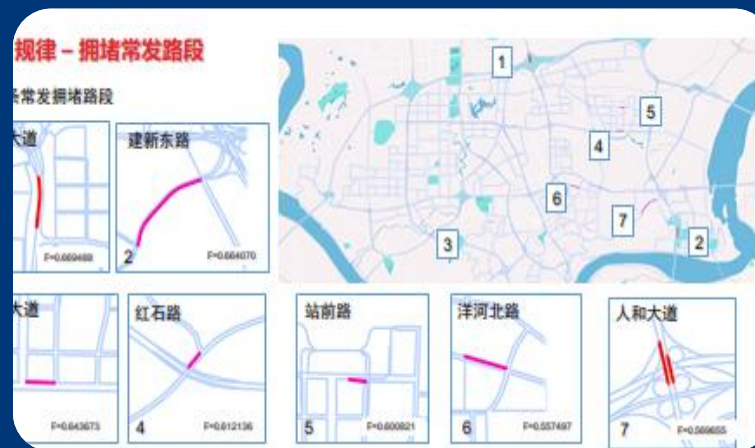 规律 – 拥堵常发路段
条常发拥堵路段
大道
F=0.669488
建新东路
2
F=0.664070
1
5
4
6
7
3
2
大道
F=0.643673
红石路
4
F=0.612136
站前路
5
F=0.600821
洋河北路
6
F=0.557497
人和大道
7
F=0.569655